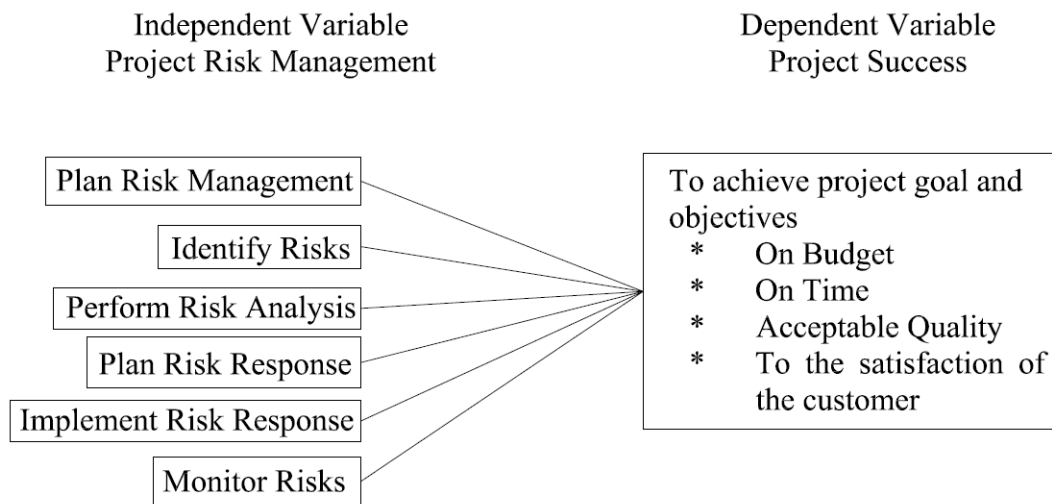 Independent Variable
Project Risk Management
Dependent Variable
Project Success
Plan Risk Management
Identify Risks
Perform Risk Analysis
Plan Risk Response
Implement Risk Response
Monitor Risks
To achieve project goal and
objectives
* On Budget
* On Time
* Acceptable Quality
* To the satisfaction of
the customer